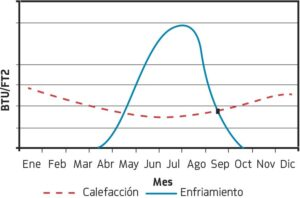 BTU/FT2
Ene Feb Mar Abr May Jun Jul Ago Sep Oct Nov Dic
Mes
Calefacción Enfriamiento